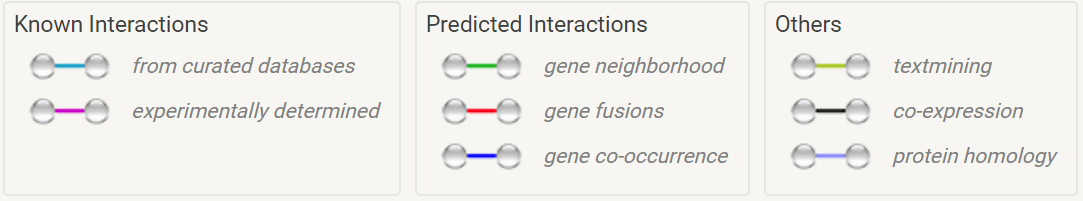 Known Interactions
from curated databases
experimentally determined
Predicted Interactions
gene neighborhood
gene fusions
gene co-occurrence
Others
textmining
co-expression
protein homology